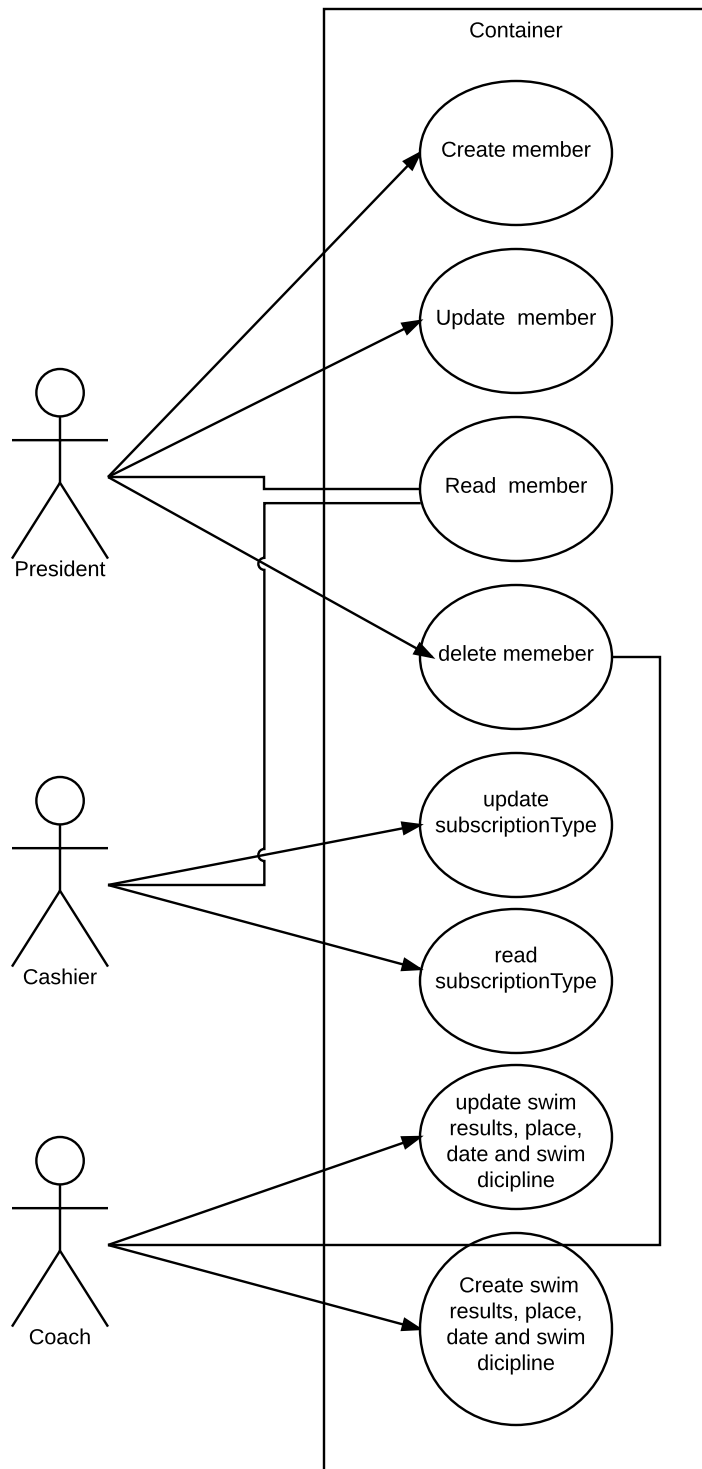 Container
Create member
Update  member
Read  member
President
delete memeber
update
subscriptionType
Cashier
read
subscriptionType
update swim
results, place,
date and swim
dicipline
Coach
Create swim
results, place,
date and swim
dicipline